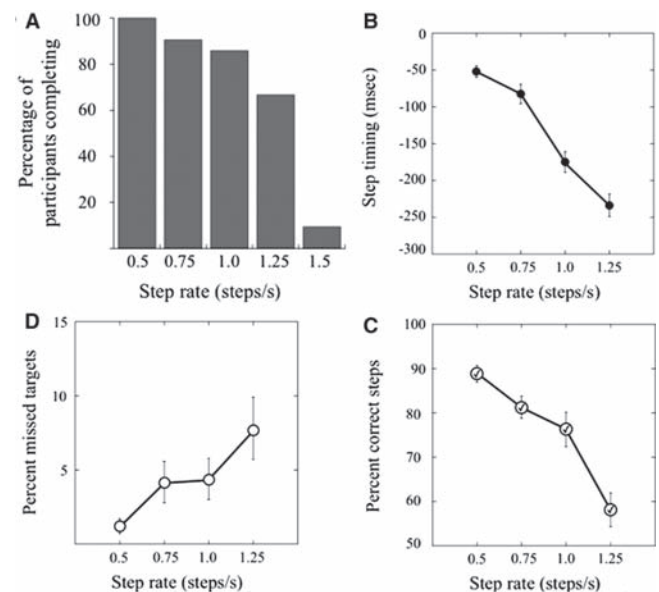 A
100
80
60
40
20
Percentage of
participants completing
0.5 0.75 1.0 1.25 1.5
Step rate (steps/s)
B
0
-50
-100
-150
-200
-250
-300
Step timing (msec)
0.5 0.75 1.0 1.25
Step rate (steps/s)
D
15
10
5
Percent missed targets
0.5 0.75 1.0 1.25
Step rate (steps/s)
C
100
90
80
70
60
50
Percent correct steps
0.5 0.75 1.0 1.25
Step rate (steps/s)